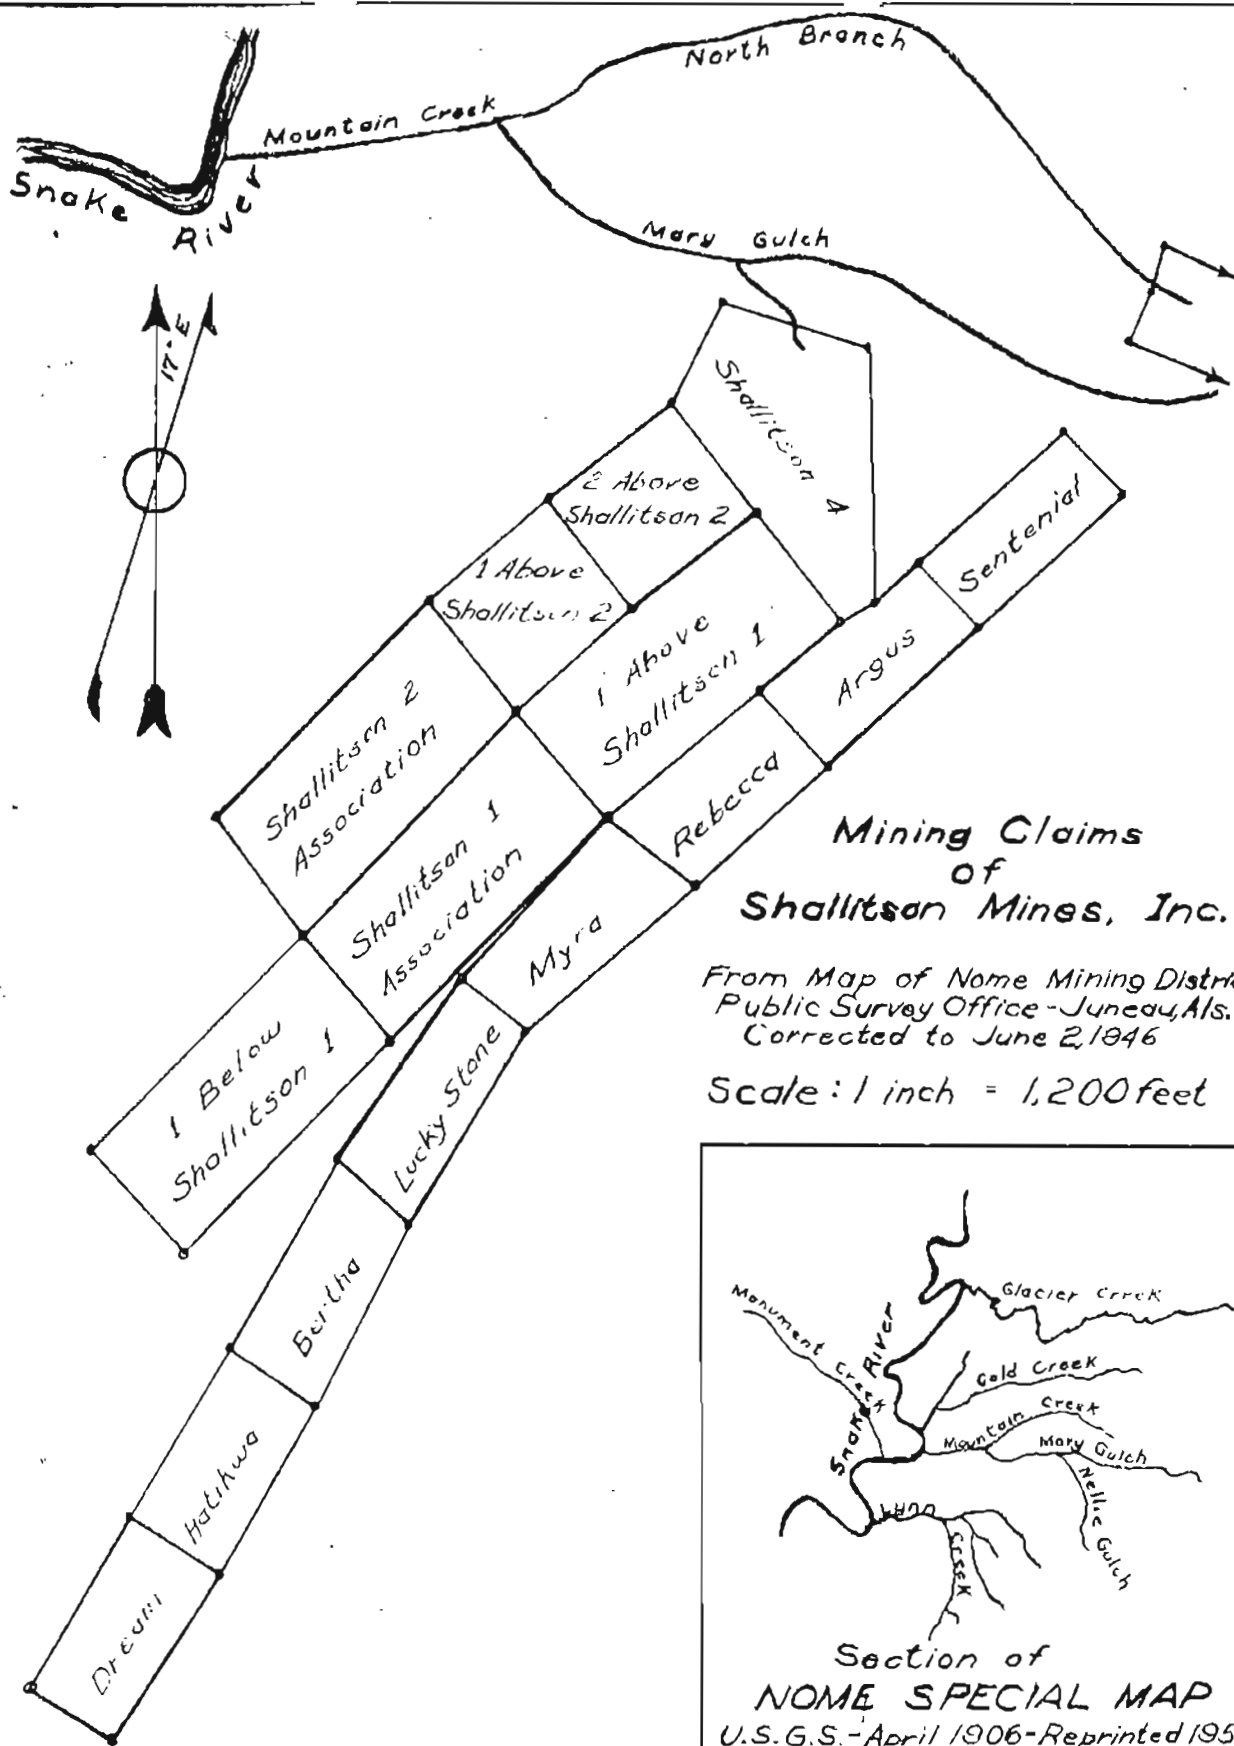 North Branch
Mountain Creek
Snake
River
Mary Gulch
17° E
Shallitson 4
2 Above
Shallitson 2
1 Above
Shallitson 2
Sentenial
1 Above
Shallitson 1
Argus
Shallitson 2
Association
Rebecca
Shallitson 1
Association
Mining Claims
of
Shallitson Mines, Inc.
Myra
From Map of Nome Mining Distri
Public Survey Office - Juneau, Als.
Corrected to June 2, 1946
Scale: 1 inch = 1,200 feet
1 Below
Shallitson 1
Lucky Stone
Bertha
Hatihwa
Dream
Monument Creek
Snake River
Glacier Creek
Gold Creek
Mountain Creek
Mary Gulch
Nellie Gulch
Creek
Section of
NOME SPECIAL MAP
U.S.G.S. - April 1906 - Reprinted 195